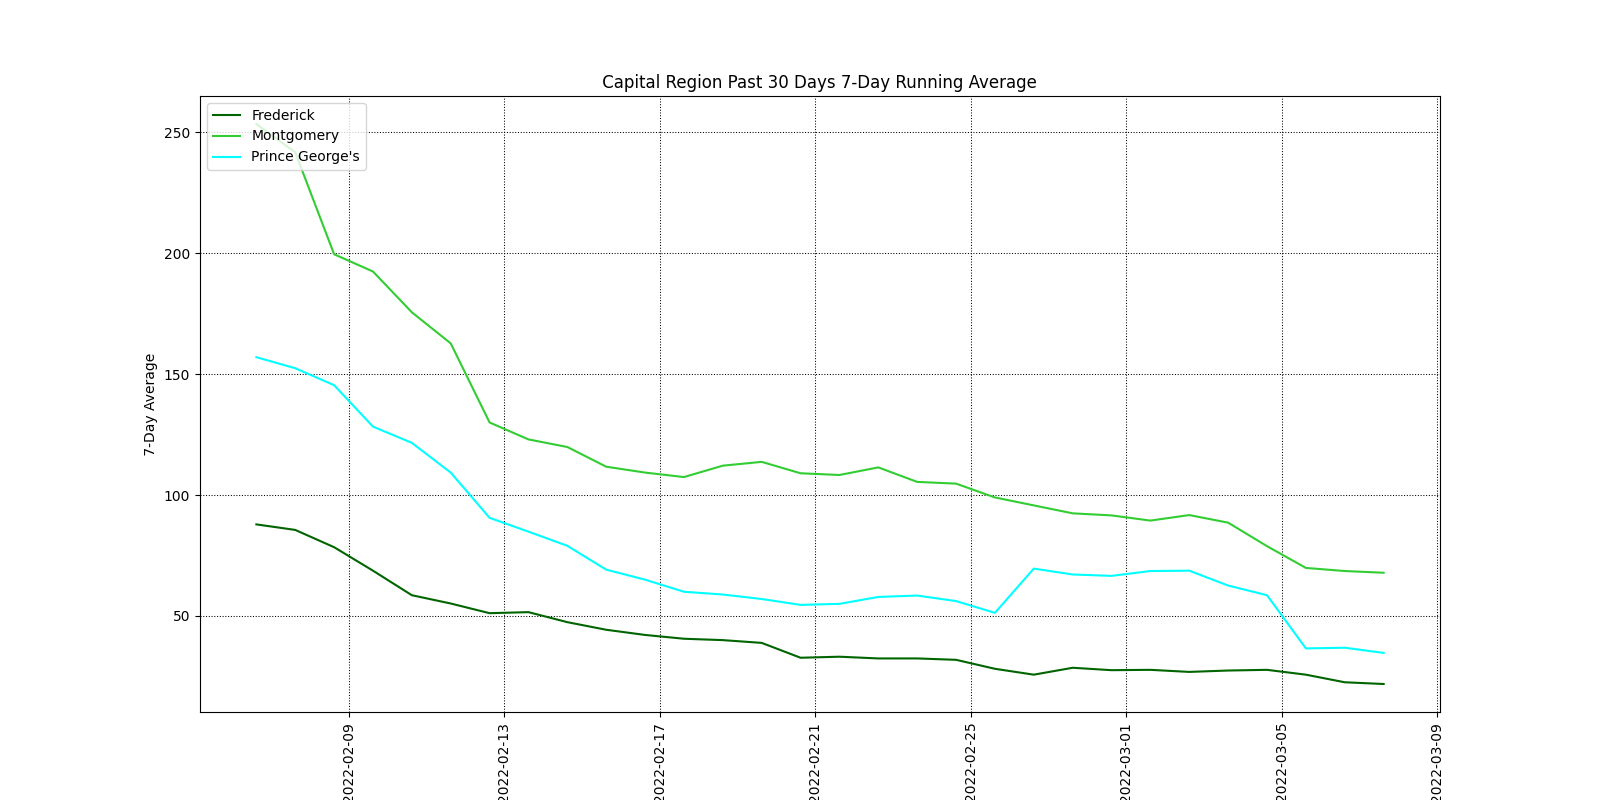 Capital Region Past 30 Days 7-Day Running Average
Frederick
Montgomery
Prince George's
7-Day Average
250
200
150
100
50
2022-02-09
2022-02-13
2022-02-17
2022-02-21
2022-02-25
2022-03-01
2022-03-05
2022-03-09